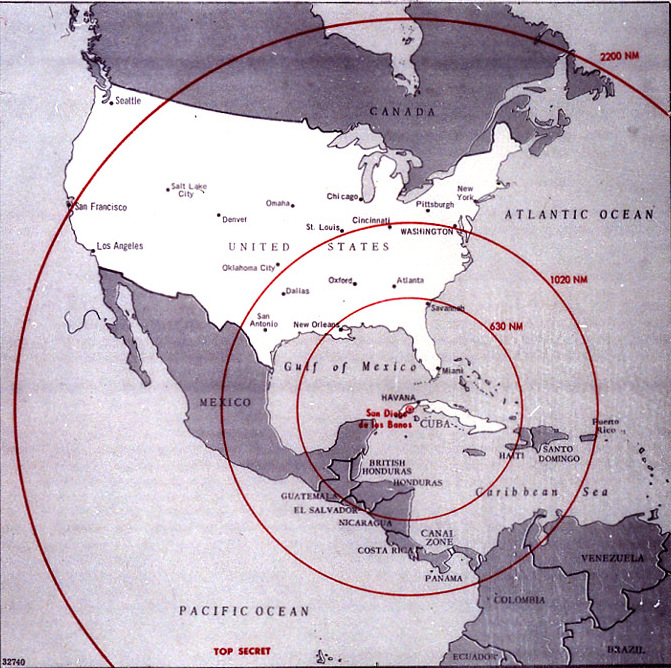 2200 NM
CANADA
Seattle
Salt Lake
City
New
York
Omaha
Chicago
Pittsburgh
San Francisco
Denver
Cincinnati
St. Louis
WASHINGTON
ATLANTIC OCEAN
Los Angeles
UNITED STATES
Oklahoma City
1020 NM
Oxford
Atlanta
Dallas
Savannah
San
Antonio
New Orleans
630 NM
Gulf of Mexico
Miami
HAVANA
MEXICO
San Diego
de los Banos
CUBA
Puerto
Rico
HAITI
SANTO
DOMINGO
BRITISH
HONDURAS
HONDURAS
GUATEMALA
Caribbean Sea
EL SALVADOR
NICARAGUA
CANAL
ZONE
COSTA RICA
PANAMA
VENEZUELA
COLOMBIA
PACIFIC OCEAN
TOP SECRET
ECUADOR
BRAZIL
32740